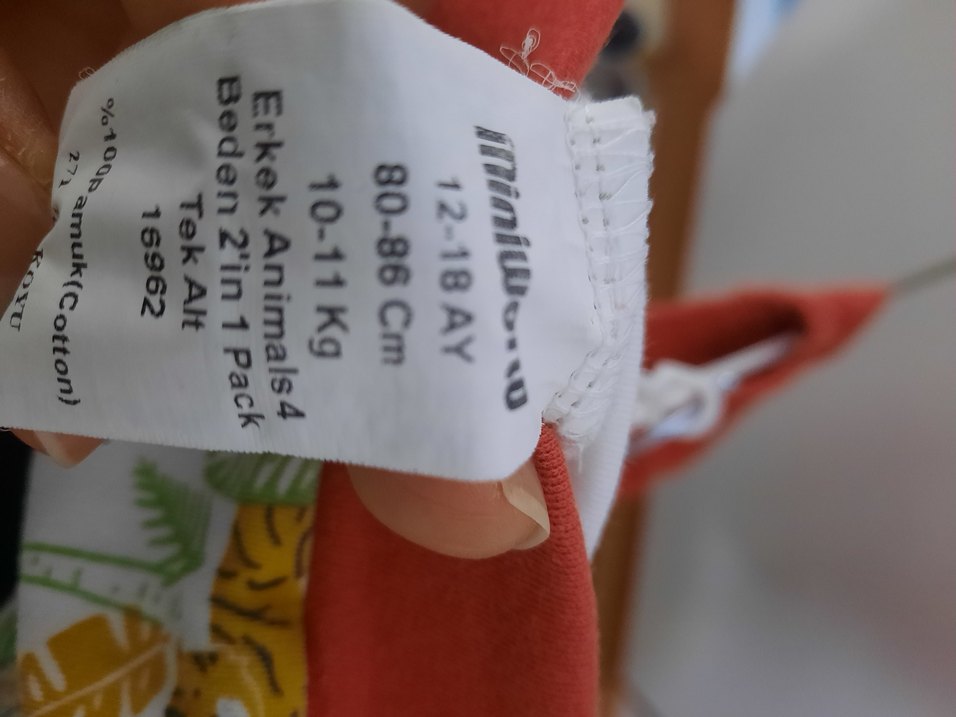 12-18 AY
80-86 Cm
10-11 Kg
Erkek Animals 4
Beden 2'in 1 Pack
Tek Alt
16962
%100 amuk(Cotton)